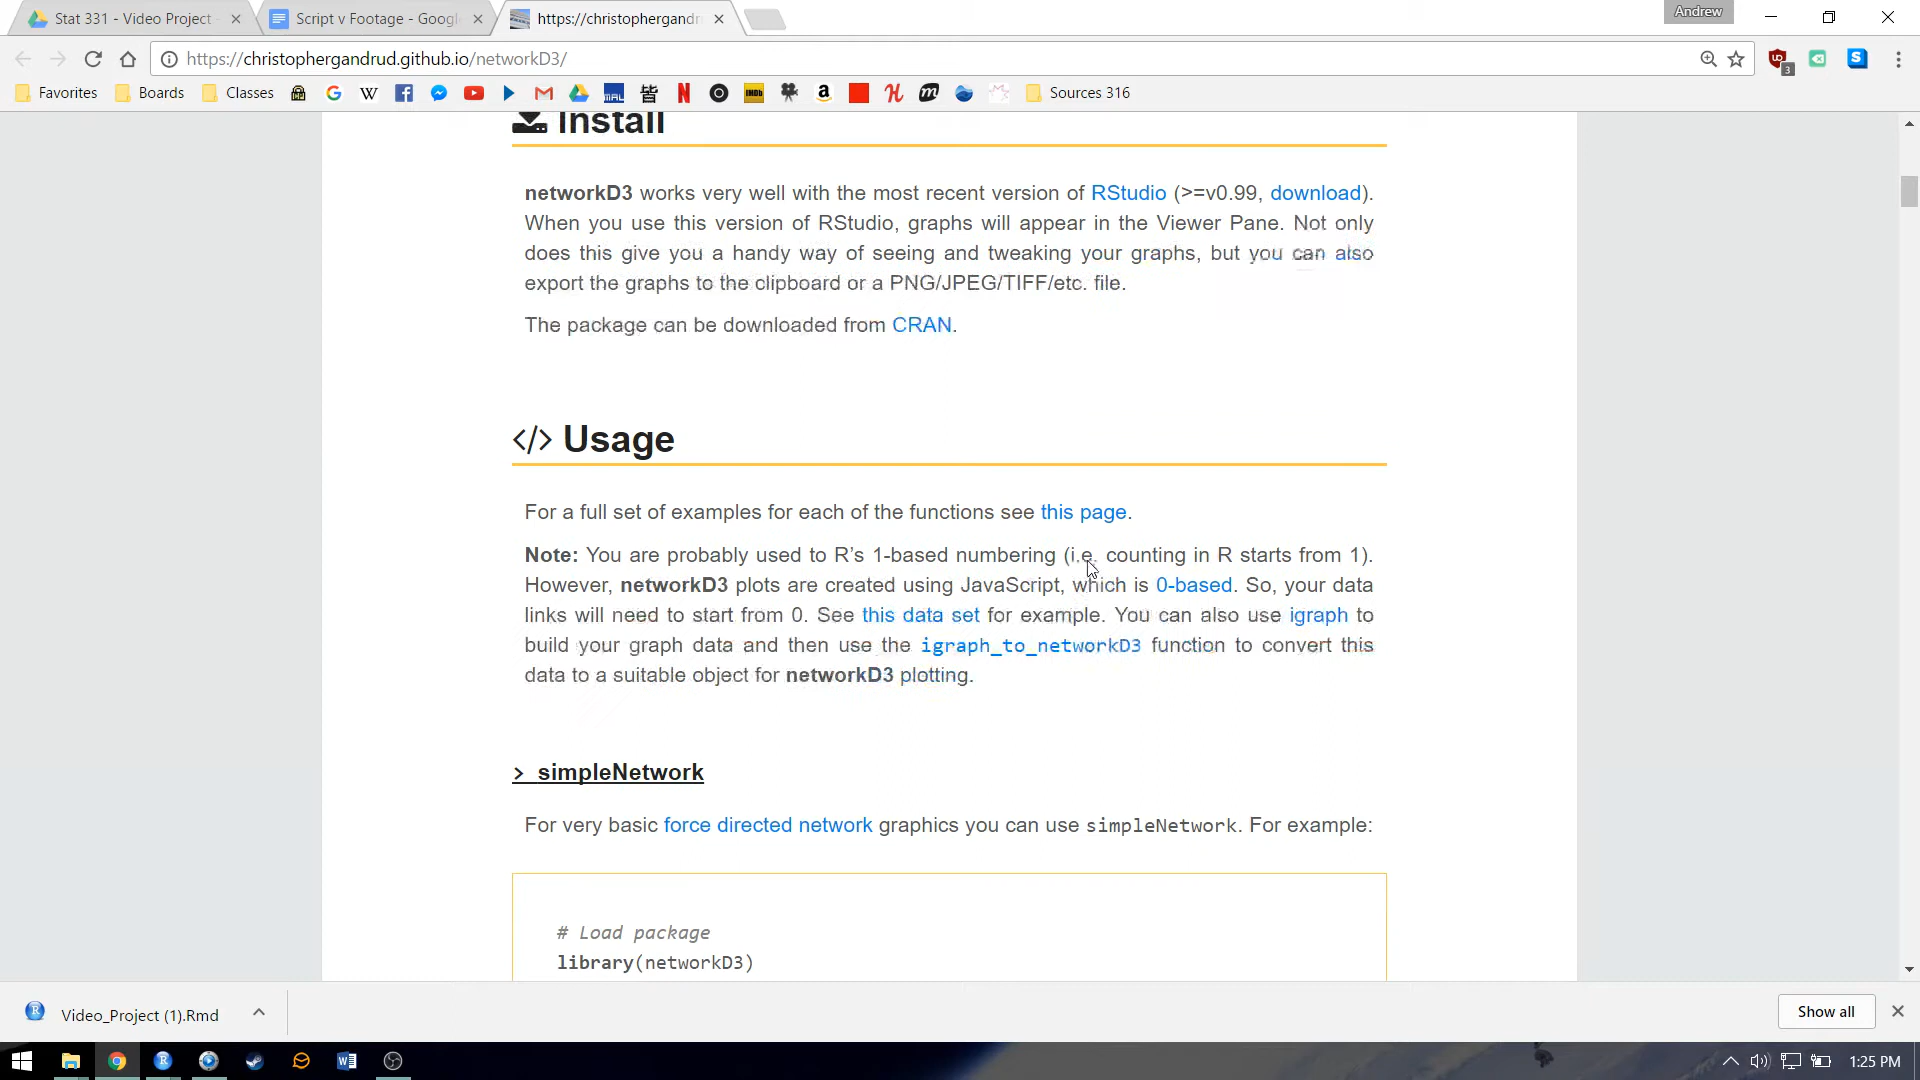 Stat 331 - Video Project -
Script v Footage - Google
https://christophergandr
Andrew
https://christophergandrud.github.io/networkD3/
3
Favorites
Boards
Classes
Sources 316
Install
networkD3 works very well with the most recent version of RStudio (>=v0.99, download).
When you use this version of RStudio, graphs will appear in the Viewer Pane. Not only
does this give you a handy way of seeing and tweaking your graphs, but you can also
export the graphs to the clipboard or a PNG/JPEG/TIFF/etc. file.
The package can be downloaded from CRAN.
</> Usage
For a full set of examples for each of the functions see this page.
Note: You are probably used to R’s 1-based numbering (i.e. counting in R starts from 1).
However, networkD3 plots are created using JavaScript, which is 0-based. So, your data
links will need to start from 0. See this data set for example. You can also use igraph to
build your graph data and then use the igraph_to_networkD3 function to convert this
data to a suitable object for networkD3 plotting.
> simpleNetwork
For very basic force directed network graphics you can use simpleNetwork. For example:
# Load package
library(networkD3)
Video_Project (1).Rmd
Show all
1:25 PM